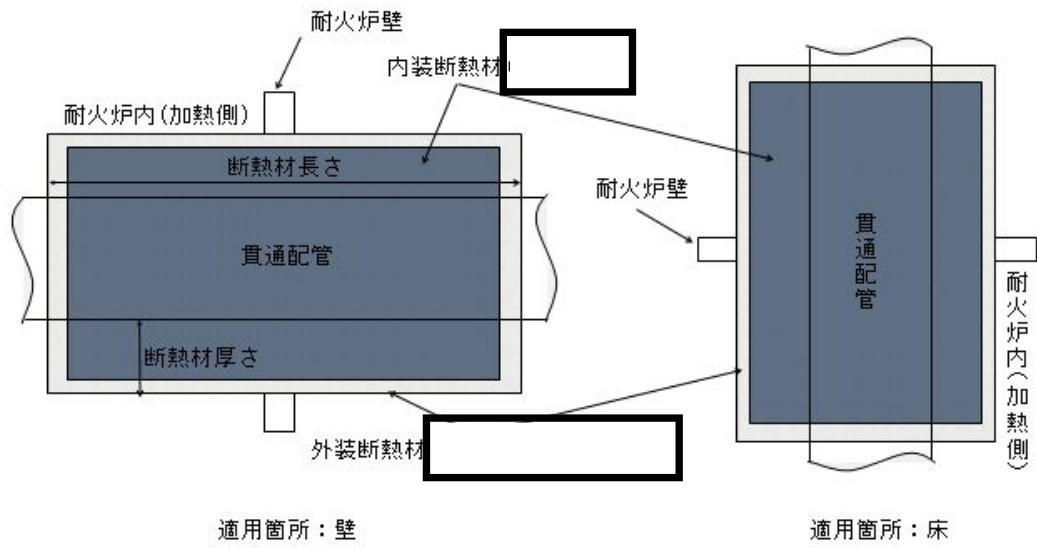 耐火炉壁
内装断熱材
耐火炉内(加熱側)
断熱材長さ
耐火炉壁
貫通配管
貫通配管
耐火炉内(加熱側)
断熱材厚さ
外装断熱材
適用箇所：壁
適用箇所：床